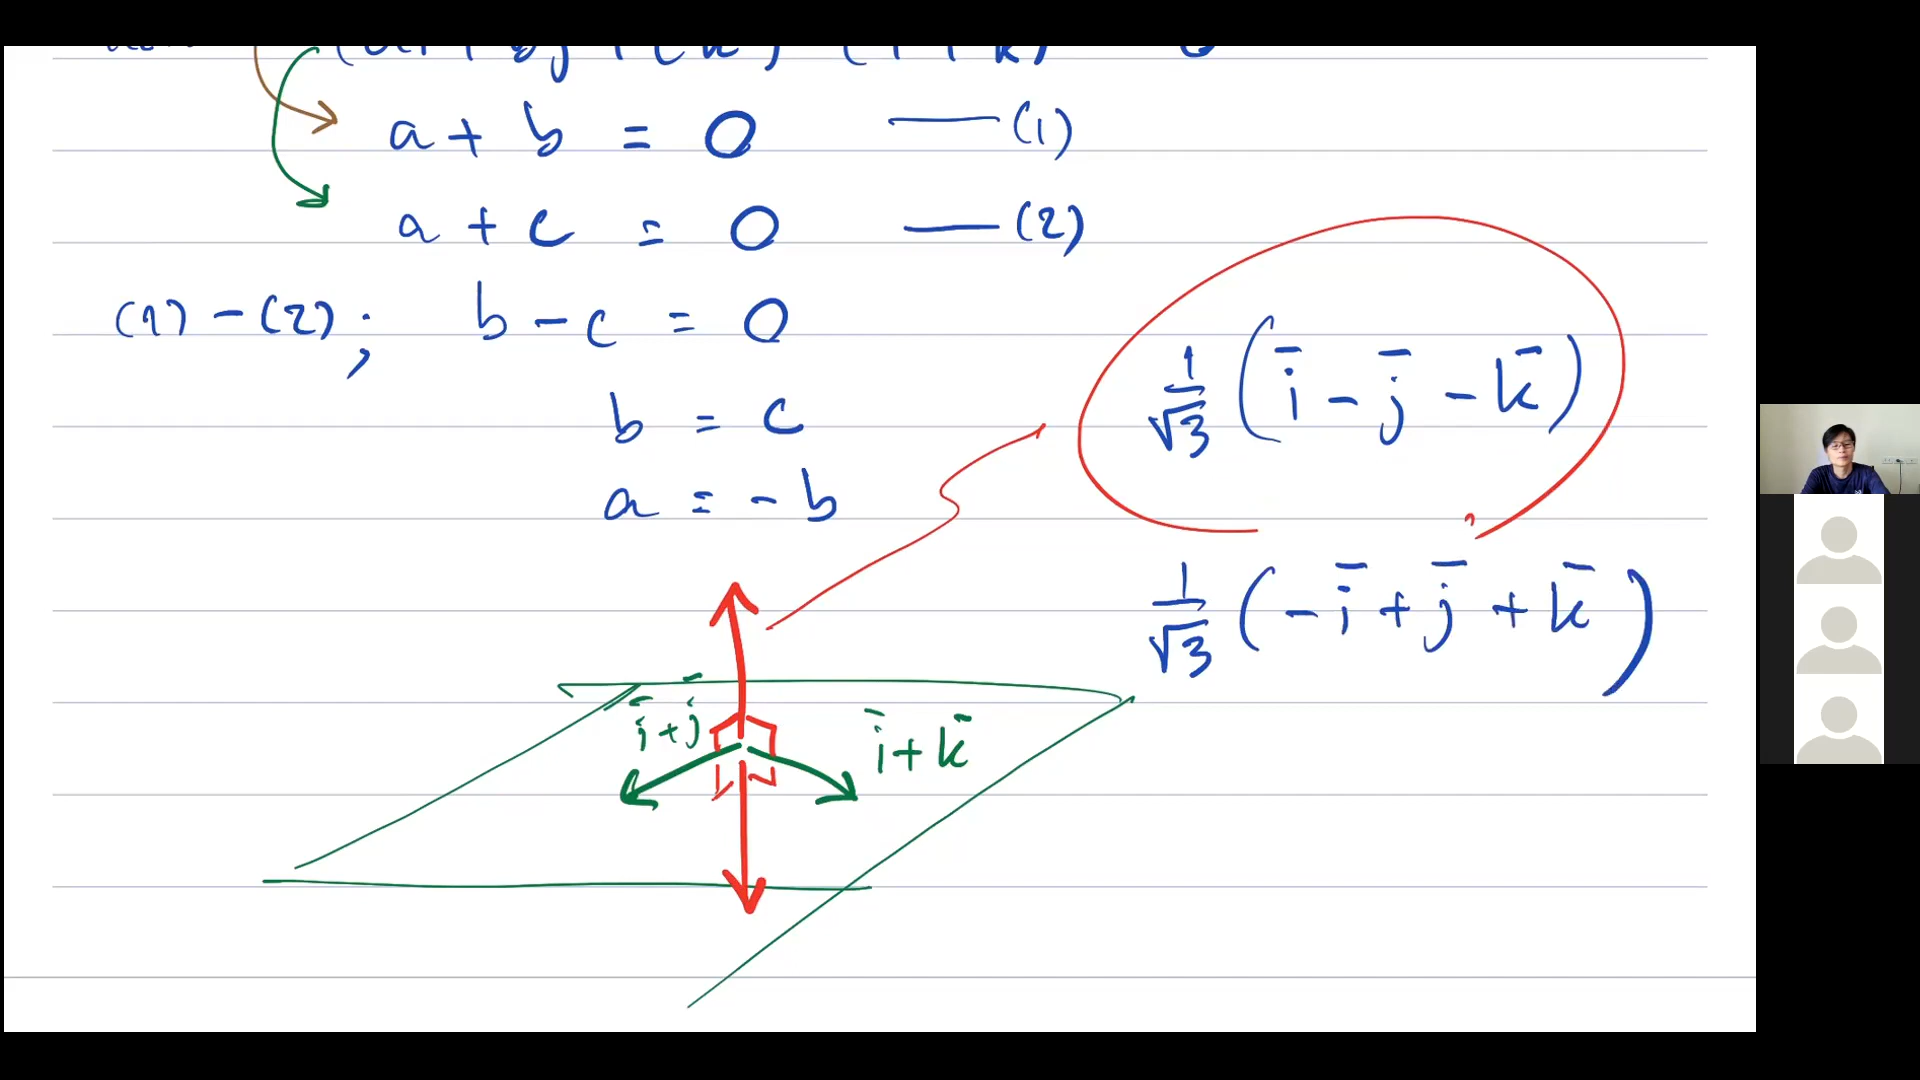 a + b = 0 —— (1)
a + c = 0 —— (2)
(1) - (2); b - c = 0
b = c
a = - b
1/√3 (i̅ - j̅ - k̅)
1/√3 (- i̅ + j̅ + k̅)
i̅ + j̅
i̅ + k̅